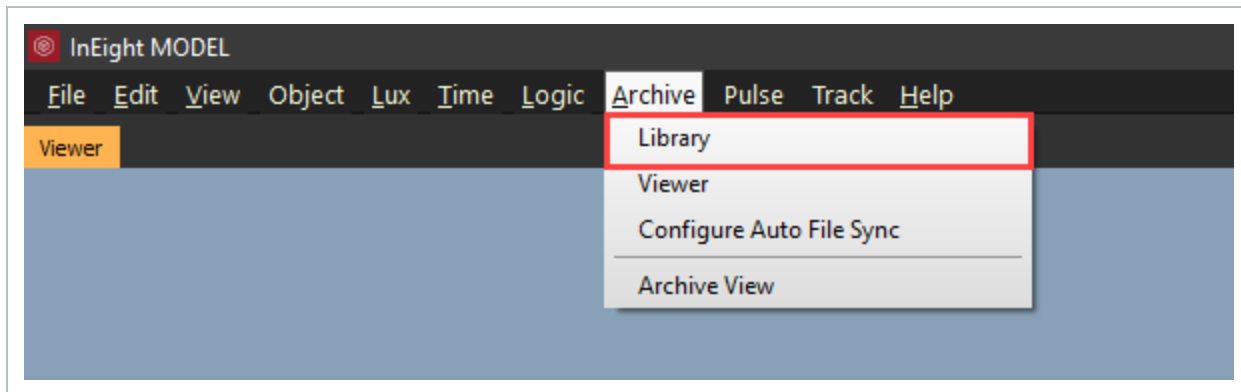 InEight MODEL
File Edit View Object Lux Time Logic Archive Pulse Track Help
Viewer
Library
Viewer
Configure Auto File Sync
Archive View